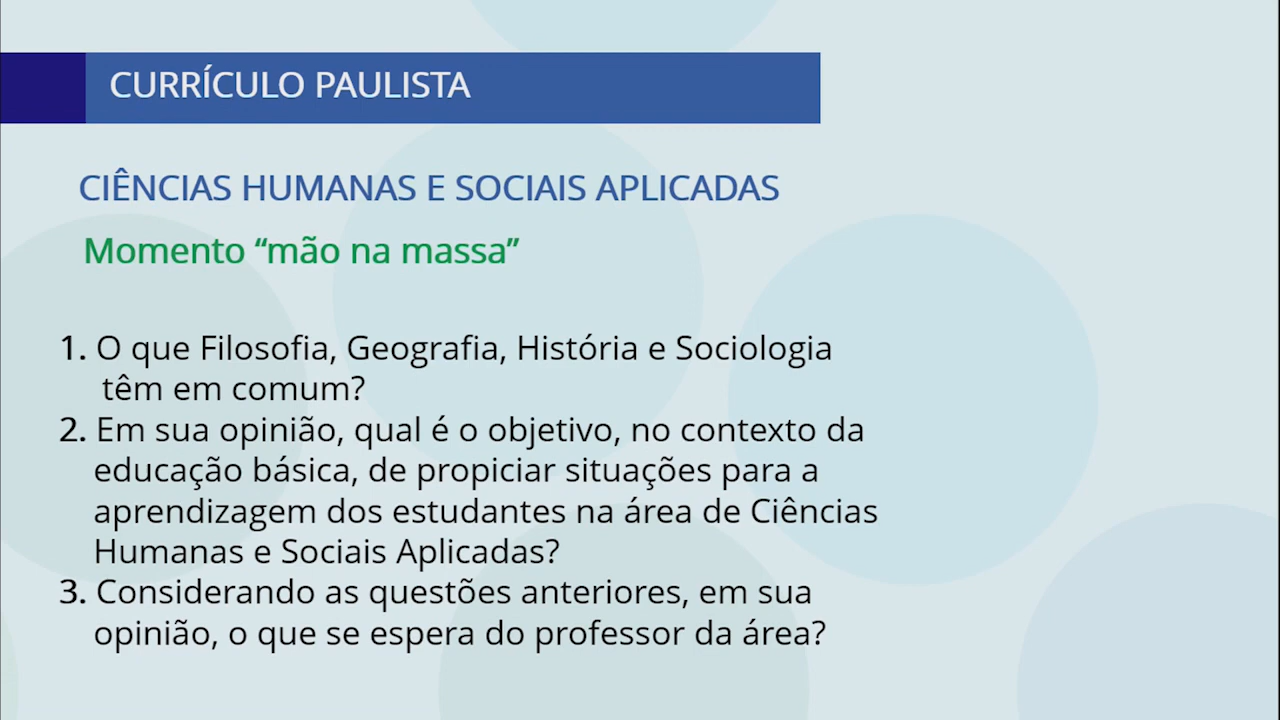 CURRÍCULO PAULISTA
CIÊNCIAS HUMANAS E SOCIAIS APLICADAS
Momento “mão na massa”
1. O que Filosofia, Geografia, História e Sociologia
têm em comum?
2. Em sua opinião, qual é o objetivo, no contexto da
educação básica, de propiciar situações para a
aprendizagem dos estudantes na área de Ciências
Humanas e Sociais Aplicadas?
3. Considerando as questões anteriores, em sua
opinião, o que se espera do professor da área?